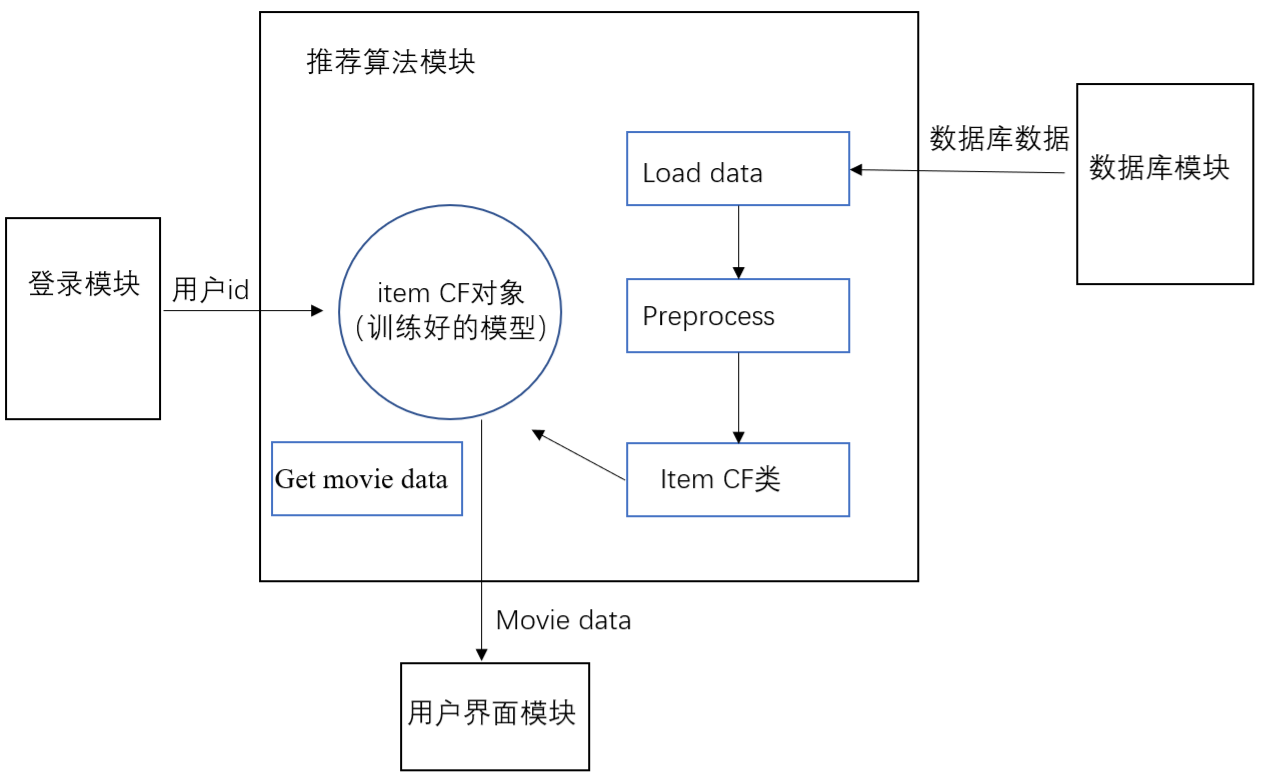 推荐算法模块
数据库数据
Load data
数据库模块
登录模块
用户id
item CF对象
（训练好的模型）
Preprocess
Get movie data
Item CF类
Movie data
用户界面模块